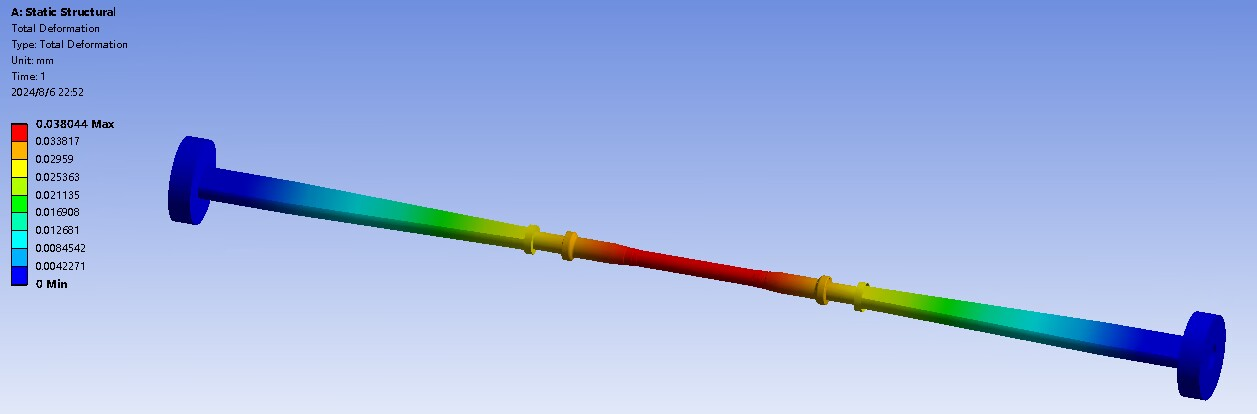 A: Static Structural
Total Deformation
Type: Total Deformation
Unit: mm
Time: 1
2024/8/6 22:52
0.038044 Max
0.033817
0.02959
0.025363
0.021135
0.016908
0.012681
0.0084542
0.0042271
0 Min